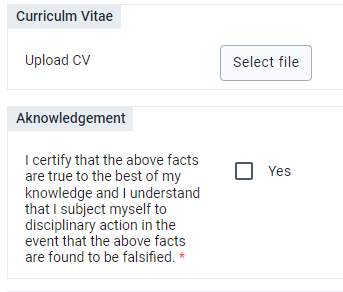 Curriculm Vitae
Upload CV
Select file
Aknowledgement
I certify that the above facts
are true to the best of my
knowledge and I understand
that I subject myself to
disciplinary action in the
event that the above facts
are found to be falsified. *
Yes